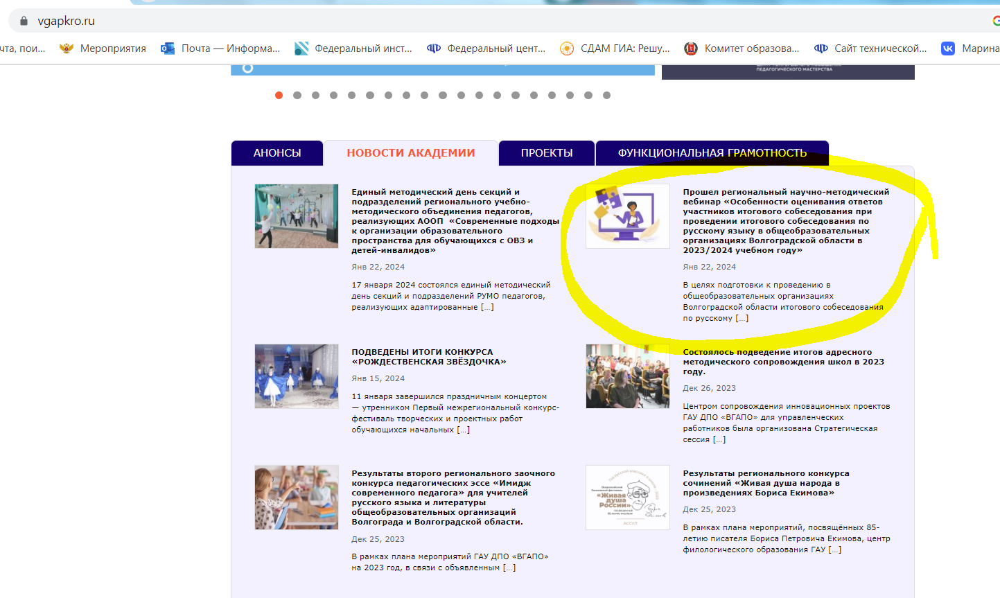 vgapkro.ru
чта, пои...
Мероприятия
Почта — Информа...
Федеральный инст...
Федеральный цент...
СДАМ ГИА: Решу...
Комитет образова...
Сайт технической...
Марина
ПЕДАГОГИЧЕСКОГО МАСТЕРСТВА
АНОНСЫ
НОВОСТИ АКАДЕМИИ
ПРОЕКТЫ
ФУНКЦИОНАЛЬНАЯ ГРАМОТНОСТЬ
Единый методический день секций и
подразделений регионального учебно-
методического объединения педагогов,
реализующих АООП «Современные подходы
к организации образовательного
пространства для обучающихся с ОВЗ и
детей-инвалидов»
Янв 22, 2024
17 января 2024 состоялся единый методический
день секций и подразделений РУМО педагогов,
реализующих адаптированные [...]
Прошел региональный научно-методический
вебинар «Особенности оценивания ответов
участников итогового собеседования при
проведении итогового собеседования по
русскому языку в общеобразовательных
организациях Волгоградской области в
2023/2024 учебном году»
Янв 22, 2024
В целях подготовки к проведению в
общеобразовательных организациях
Волгоградской области итогового собеседования
по русскому [...]
ПОДВЕДЕНЫ ИТОГИ КОНКУРСА
«РОЖДЕСТВЕНСКАЯ ЗВЁЗДОЧКА»
Янв 15, 2024
11 января завершился праздничным концертом
— утренником Первый межрегиональный конкурс-
фестиваль творческих и проектных работ
обучающихся начальных [...]
Состоялось подведение итогов адресного
методического сопровождения школ в 2023
году.
Дек 26, 2023
Центром сопровождения инновационных проектов
ГАУ ДПО «ВГАПО» для управленческих
работников была организована Стратегическая
сессия [...]
Результаты второго регионального заочного
конкурса педагогических эссе «Имидж
современного педагога» для учителей
русского языка и литературы
общеобразовательных организаций
Волгограда и Волгоградской области.
Дек 25, 2023
В рамках плана мероприятий ГАУ ДПО «ВГАПО»
на 2023 год, в связи с объявленным [...]
«Живая
душа
России»
АССУЛ
Результаты регионального конкурса
сочинений «Живая душа народа в
произведениях Бориса Екимова»
Дек 25, 2023
В рамках плана мероприятий, посвящённых 85-
летию писателя Бориса Петровича Екимова, центр
филологического образования ГАУ [...]